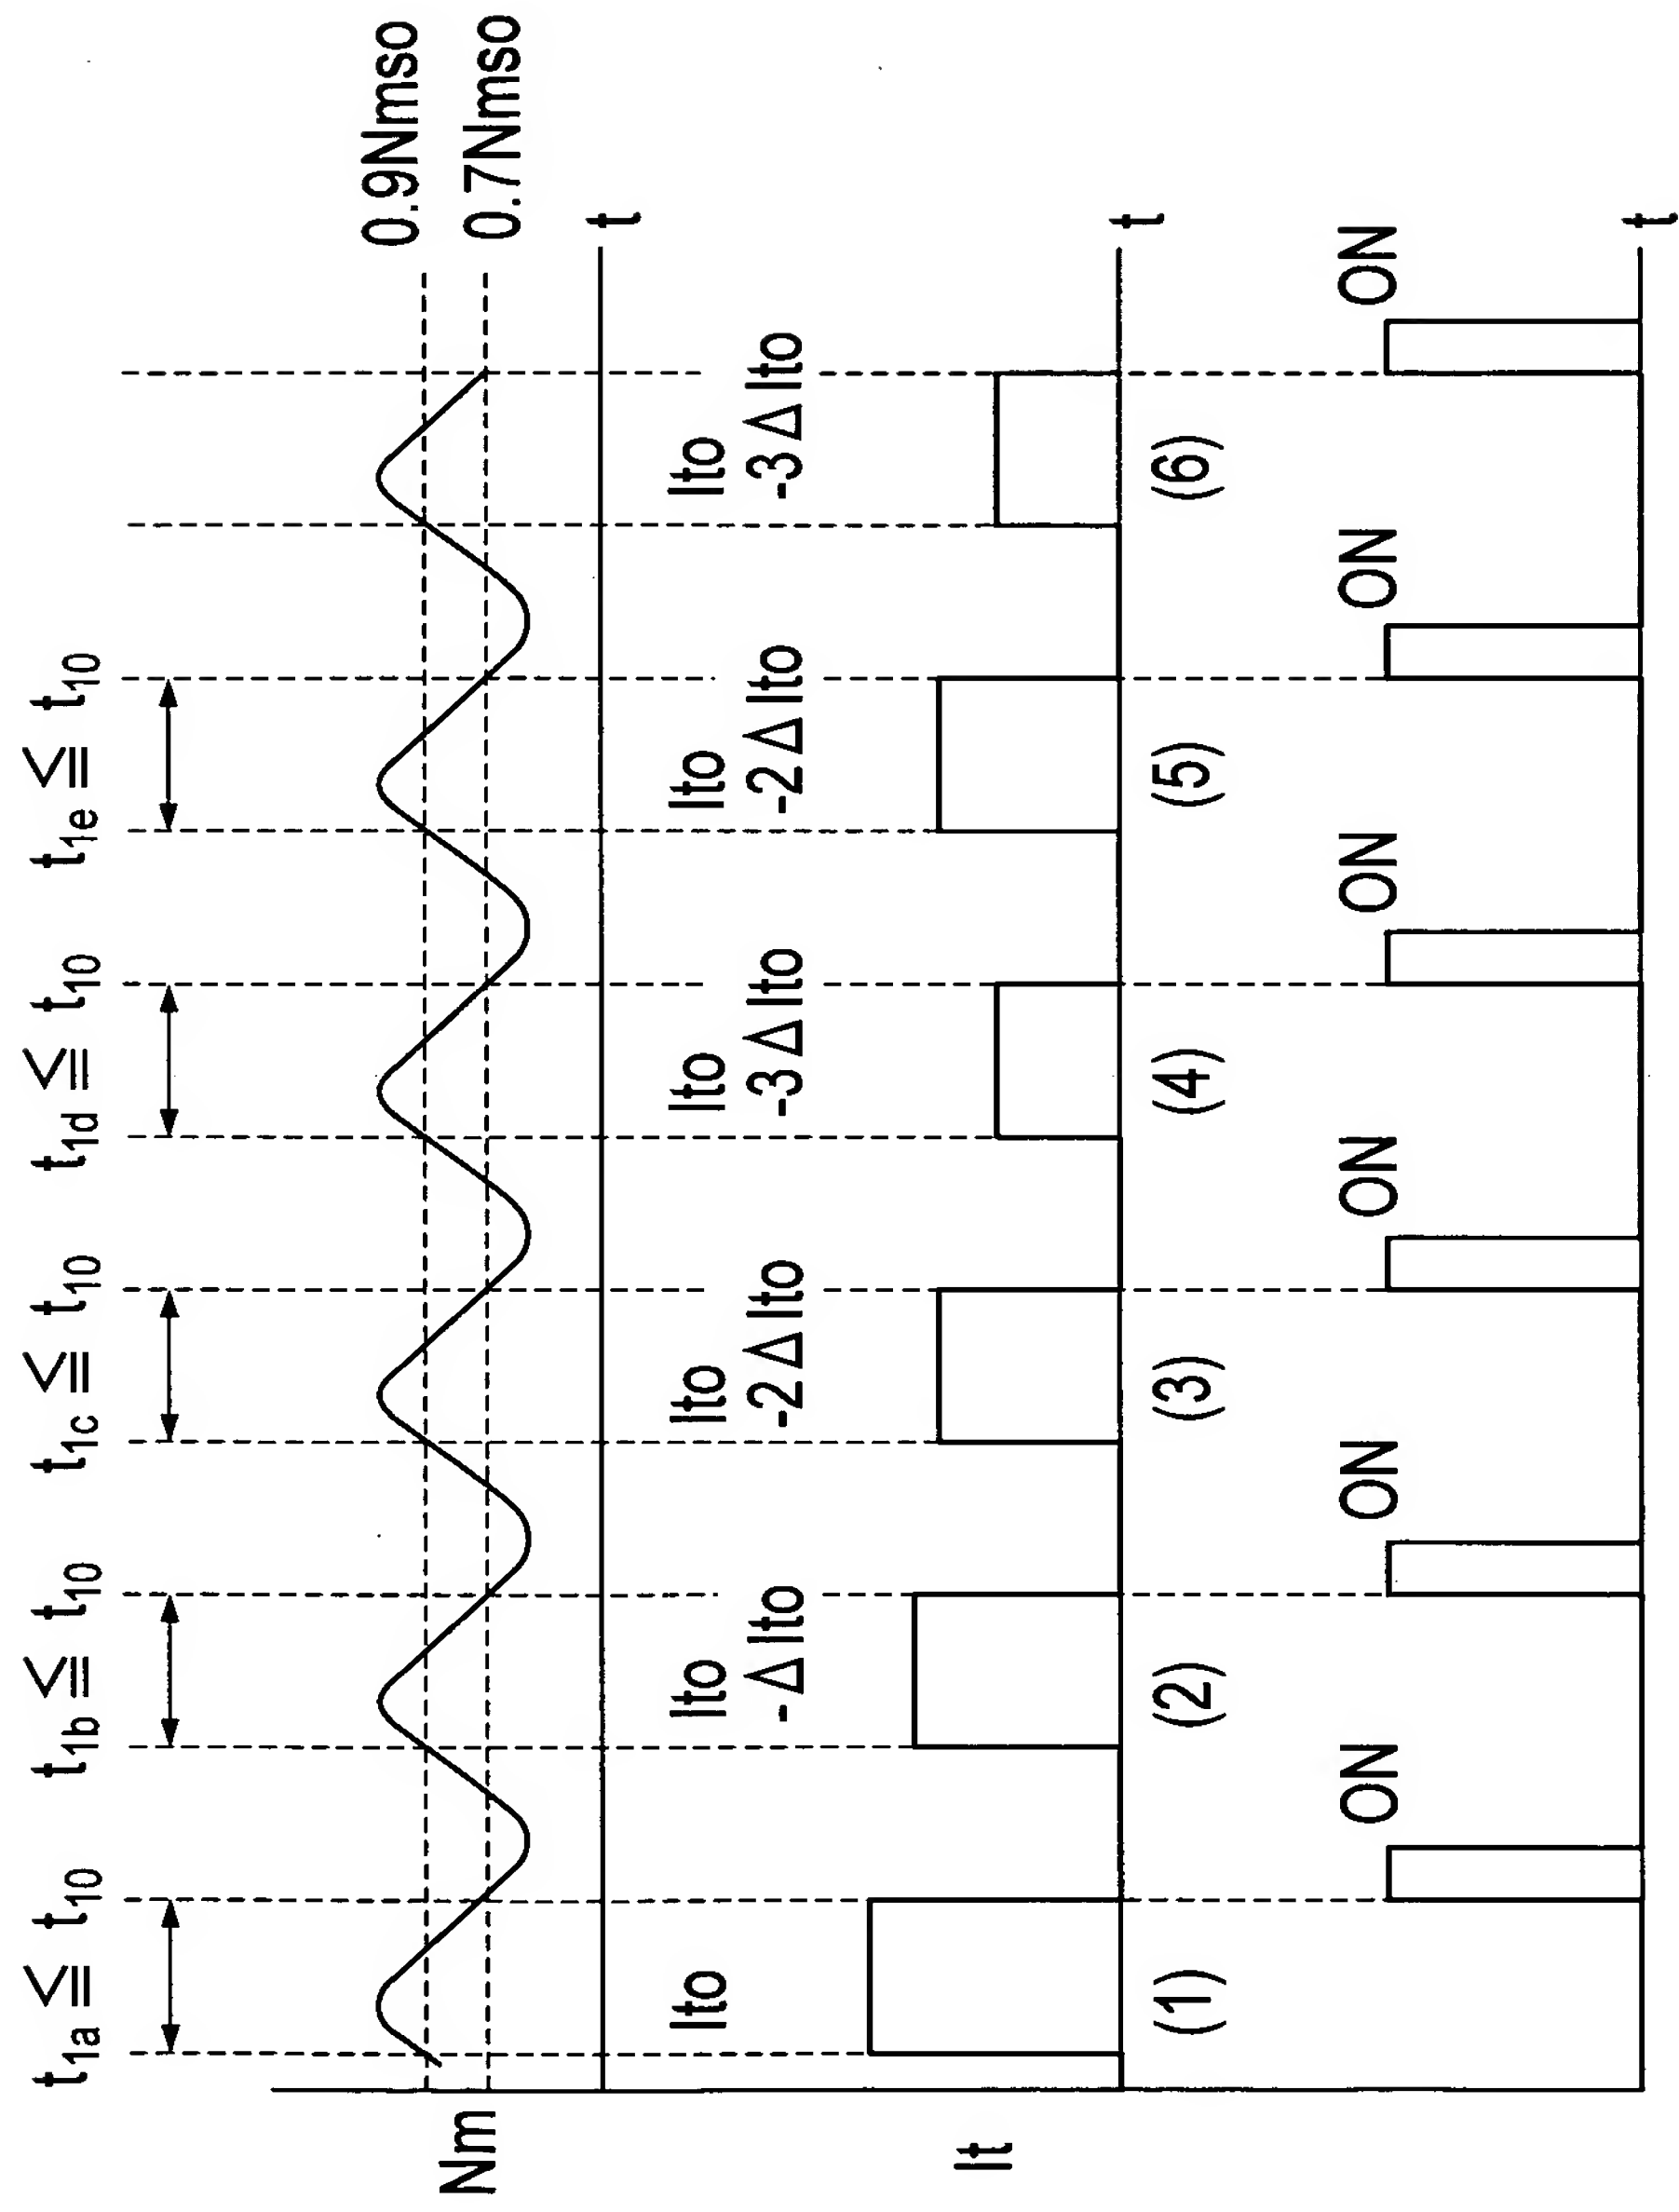 t1a ≦ t10
t1b ≦ t10
t1c ≦ t10
t1d ≦ t10
t1e ≦ t10
0.9Nmso
Nm
0.7Nmso
t
Ito
Ito
-ΔIto
Ito
-2ΔIto
Ito
-3ΔIto
Ito
-2ΔIto
Ito
-3ΔIto
It
t
(1)
(2)
(3)
(4)
(5)
(6)
ON
ON
ON
ON
ON
ON
t